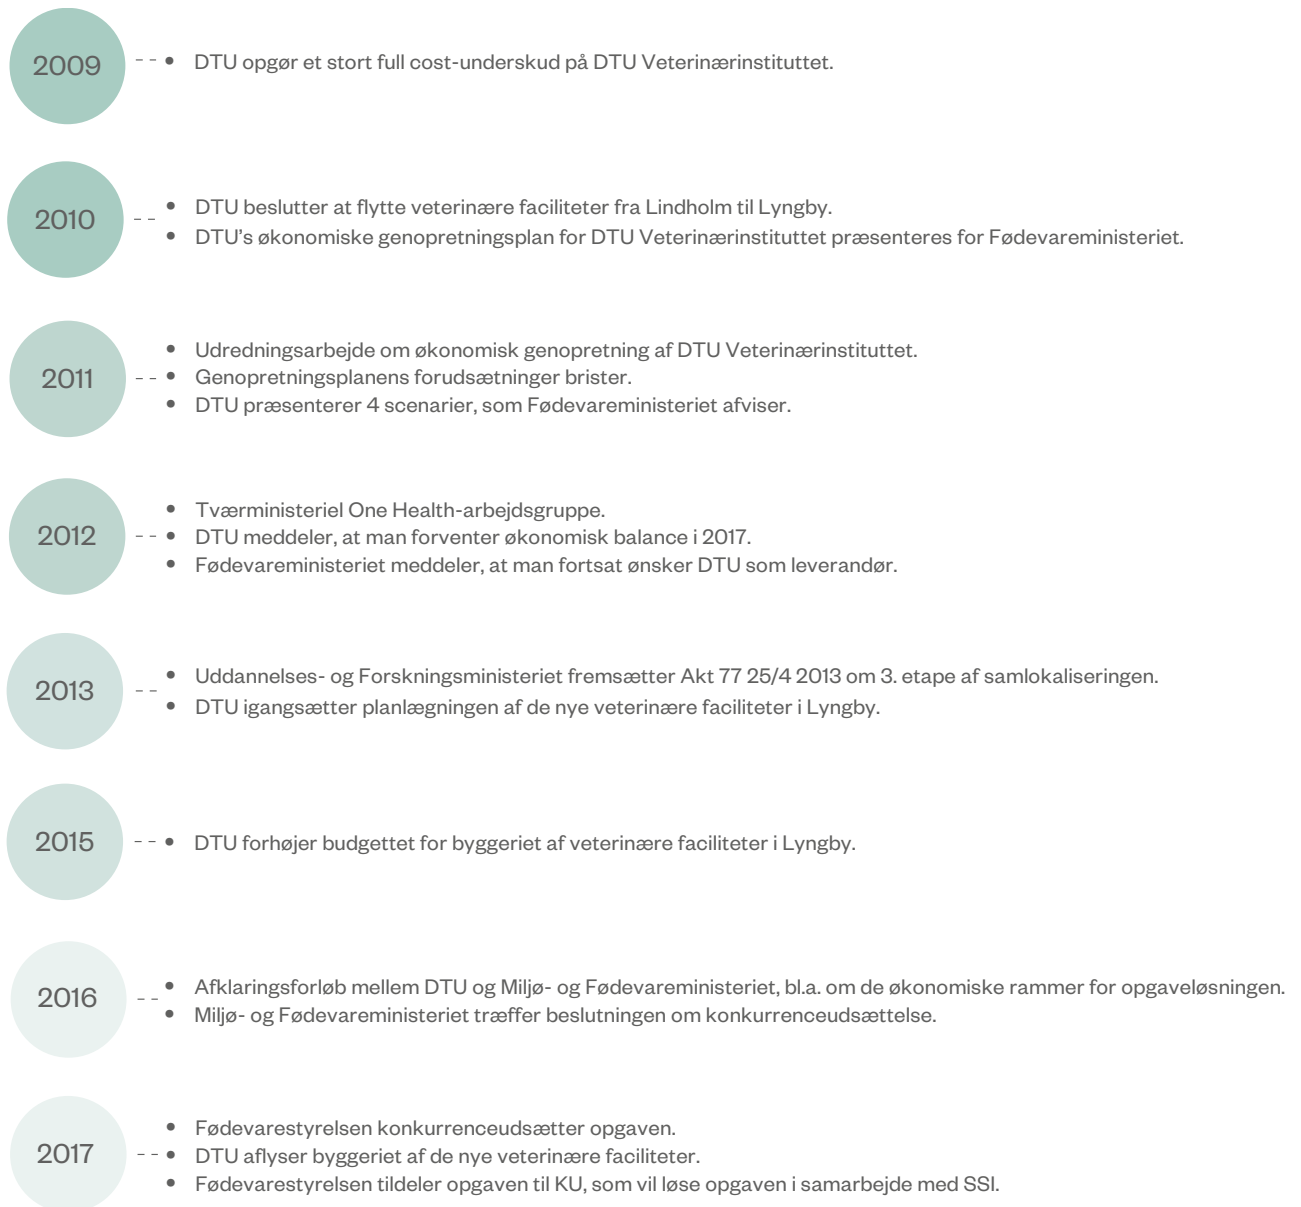 2009
• DTU opgør et stort full cost-underskud på DTU Veterinærinstituttet.
2010
• DTU beslutter at flytte veterinære faciliteter fra Lindholm til Lyngby.
• DTU's økonomiske genopretningsplan for DTU Veterinærinstituttet præsenteres for Fødevareministeriet.
2011
• Udredningsarbejde om økonomisk genopretning af DTU Veterinærinstituttet.
• Genopretningsplanens forudsætninger brister.
• DTU præsenterer 4 scenarier, som Fødevareministeriet afviser.
2012
• Tværministeriel One Health-arbejdsgruppe.
• DTU meddeler, at man forventer økonomisk balance i 2017.
• Fødevareministeriet meddeler, at man fortsat ønsker DTU som leverandør.
2013
• Uddannelses- og Forskningsministeriet fremsætter Akt 77 25/4 2013 om 3. etape af samlokaliseringen.
• DTU igangsætter planlægningen af de nye veterinære faciliteter i Lyngby.
2015
• DTU forhøjer budgettet for byggeriet af veterinære faciliteter i Lyngby.
2016
• Afklaringsforløb mellem DTU og Miljø- og Fødevareministeriet, bl.a. om de økonomiske rammer for opgaveløsningen.
• Miljø- og Fødevareministeriet træffer beslutningen om konkurrenceudsættelse.
2017
• Fødevarestyrelsen konkurrenceudsætter opgaven.
• DTU aflyser byggeriet af de nye veterinære faciliteter.
• Fødevarestyrelsen tildeler opgaven til KU, som vil løse opgaven i samarbejde med SSI.